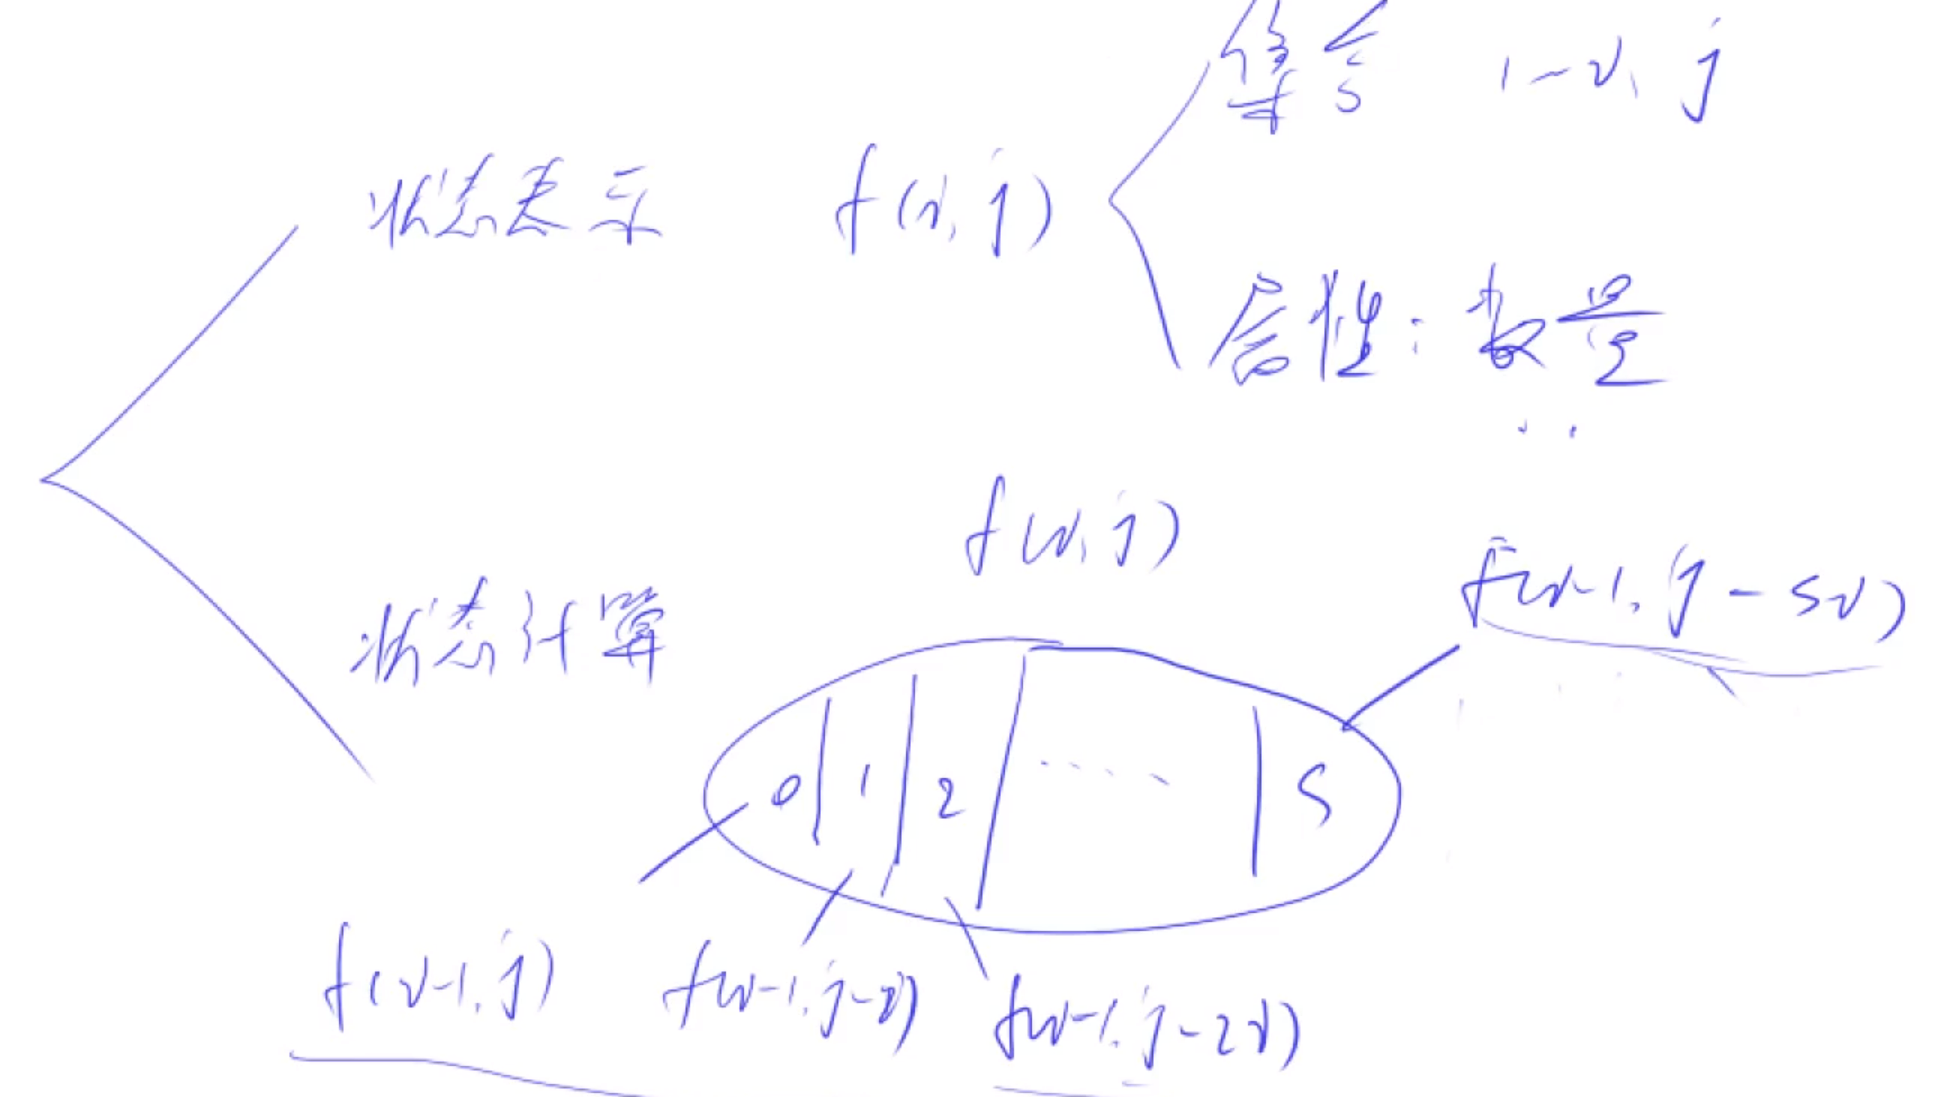 集合 1~i, j
状态表示 f(i, j)
属性: 数量
f(i, j)
f(i-1, j-si)
状态计算
0 1 2 .... S
f(i-1, j) f(i-1, j-i) f(i-1, j-2i)